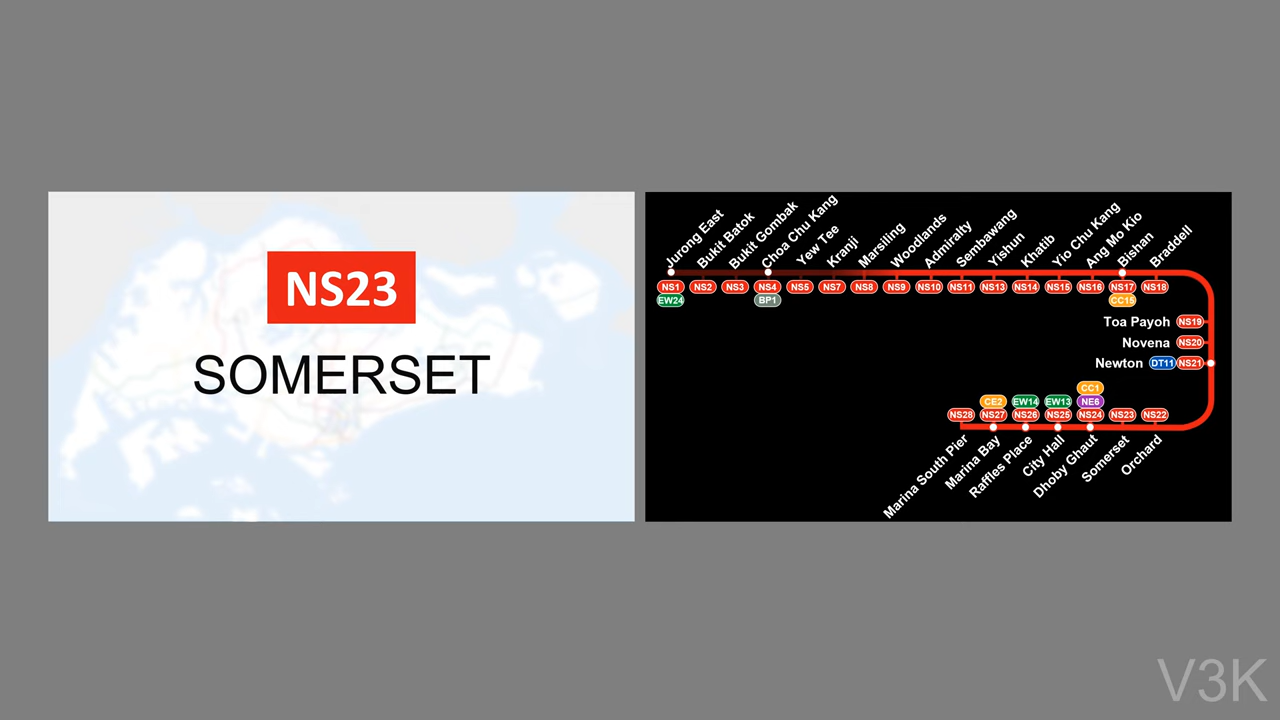 NS23
SOMERSET
Jurong East
Bukit Batok
Bukit Gombak
Choa Chu Kang
Yew Tee
Kranji
Marsiling
Woodlands
Admiralty
Sembawang
Yishun
Khatib
Yio Chu Kang
Ang Mo Kio
Bishan
Braddell
NS1 NS2 NS3 NS4 NS5 NS7 NS8 NS9 NS10 NS11 NS13 NS14 NS15 NS16 NS17 NS18
EW24 BP1 CC15
Toa Payoh NS19
Novena NS20
Newton DT11 NS21
CC1
CE2 EW14 EW13 NE6
NS28 NS27 NS26 NS25 NS24 NS23 NS22
Marina South Pier
Marina Bay
Raffles Place
City Hall
Dhoby Ghaut
Somerset
Orchard
V3K